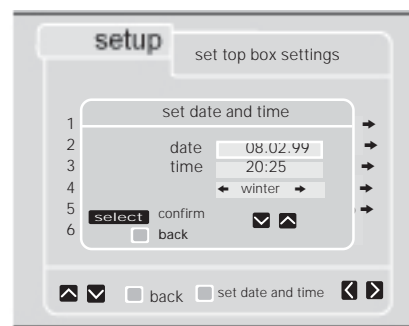 setup
set top box settings
set date and time
1
2 date 08.02.99
3 time 20:25
4 winter
5 select confirm
6 back
back set date and time